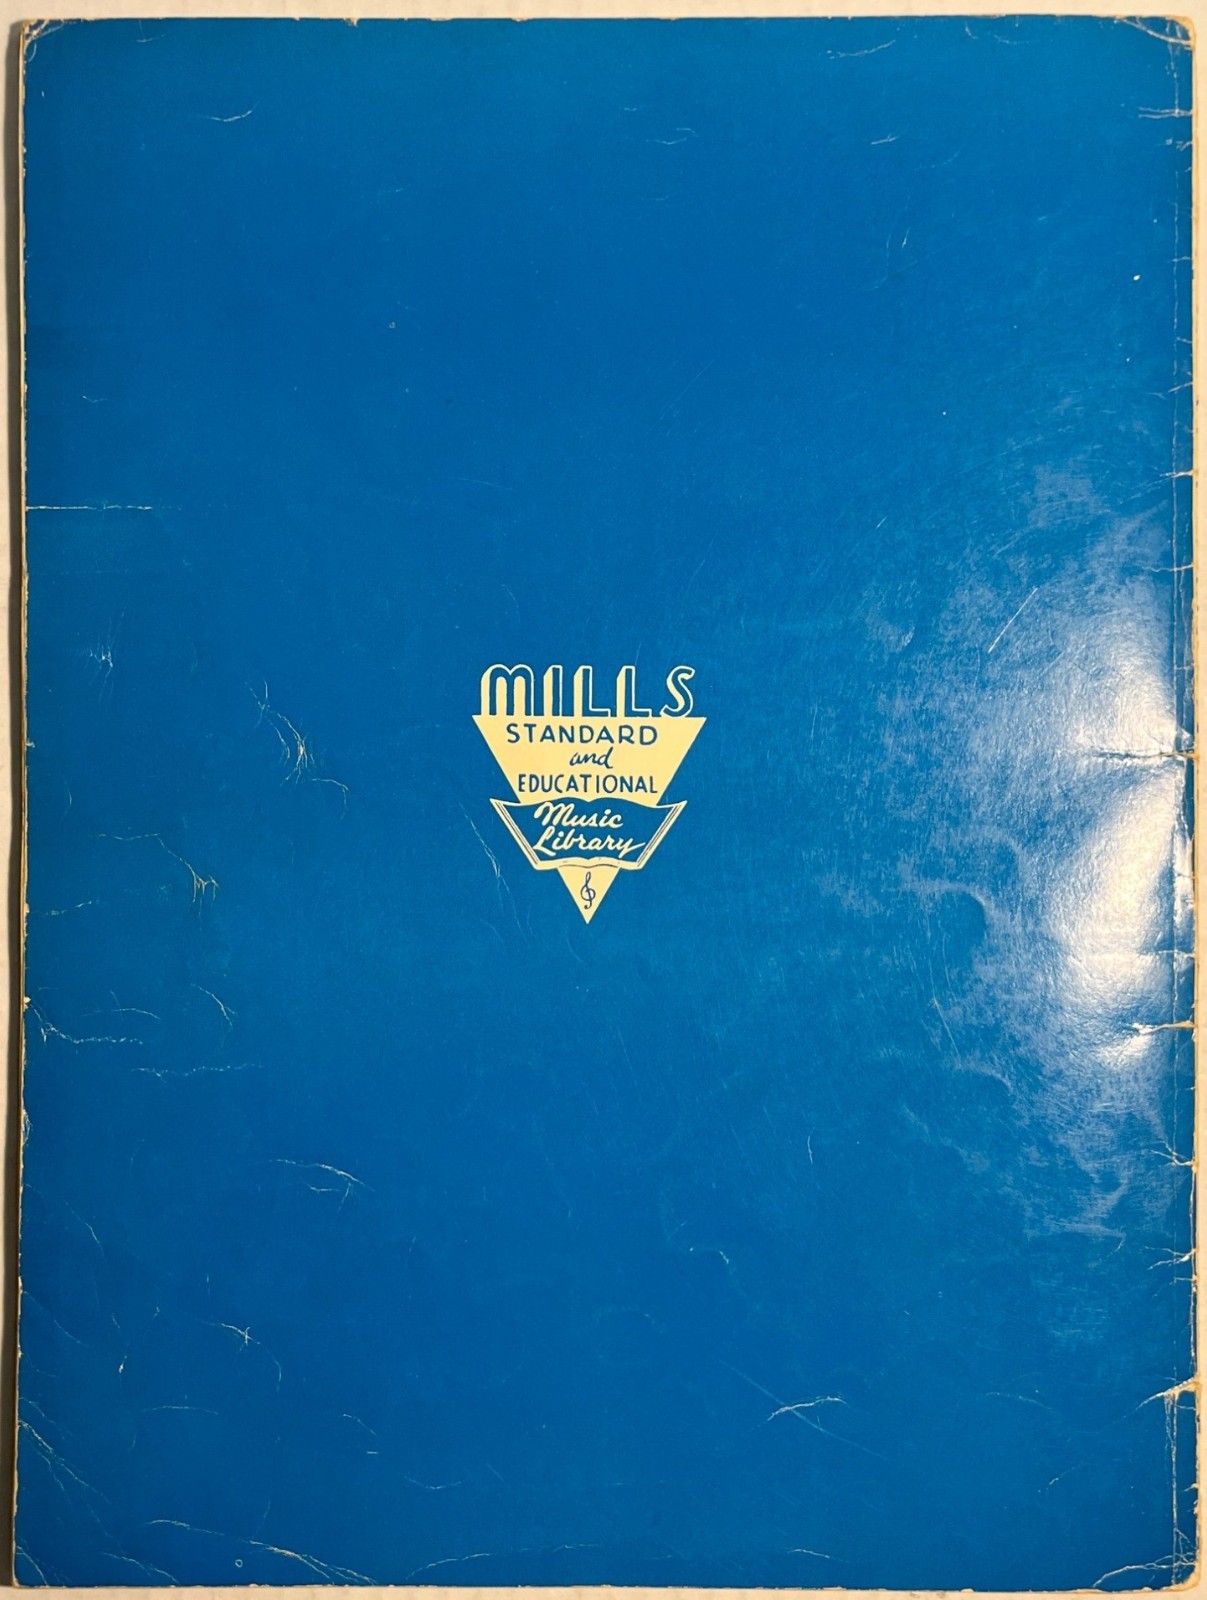 MILLS
STANDARD
and
EDUCATIONAL
Music
Library